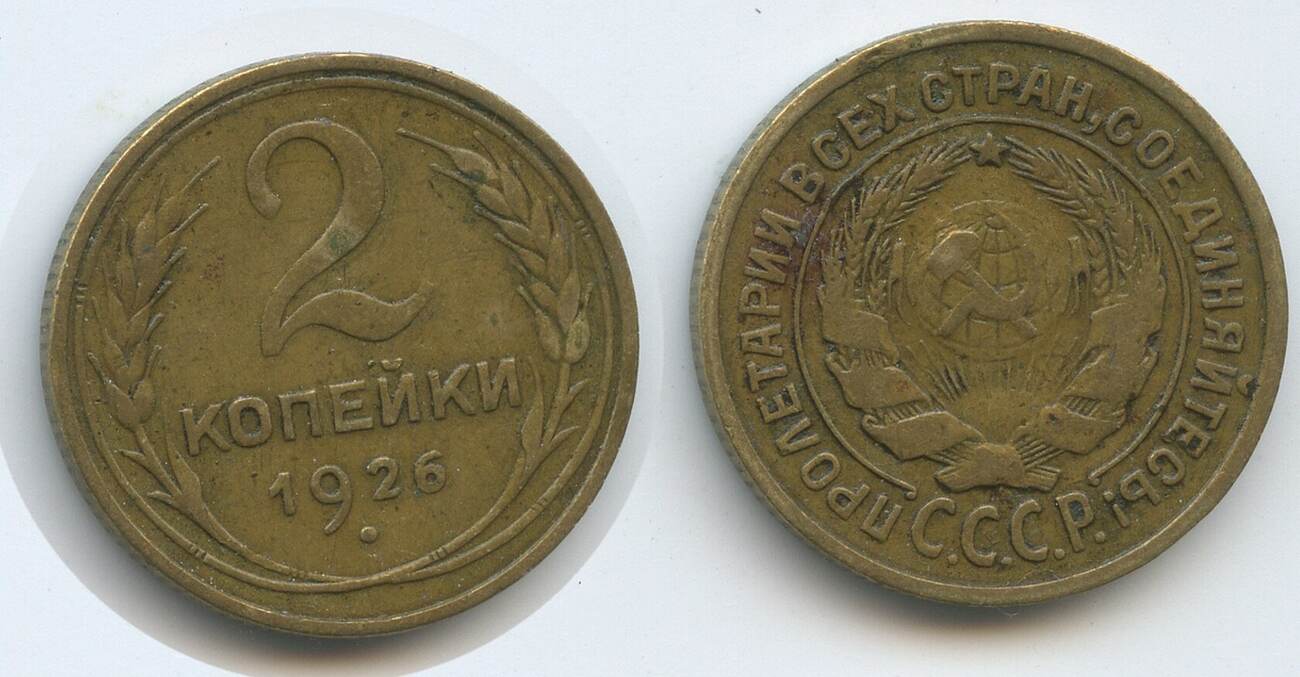 2
КОПЕЙКИ
1926
ПРОЛЕТАРИИ ВСЕХ СТРАН, СОЕДИНЯЙТЕСЬ!
С.С.С.Р.